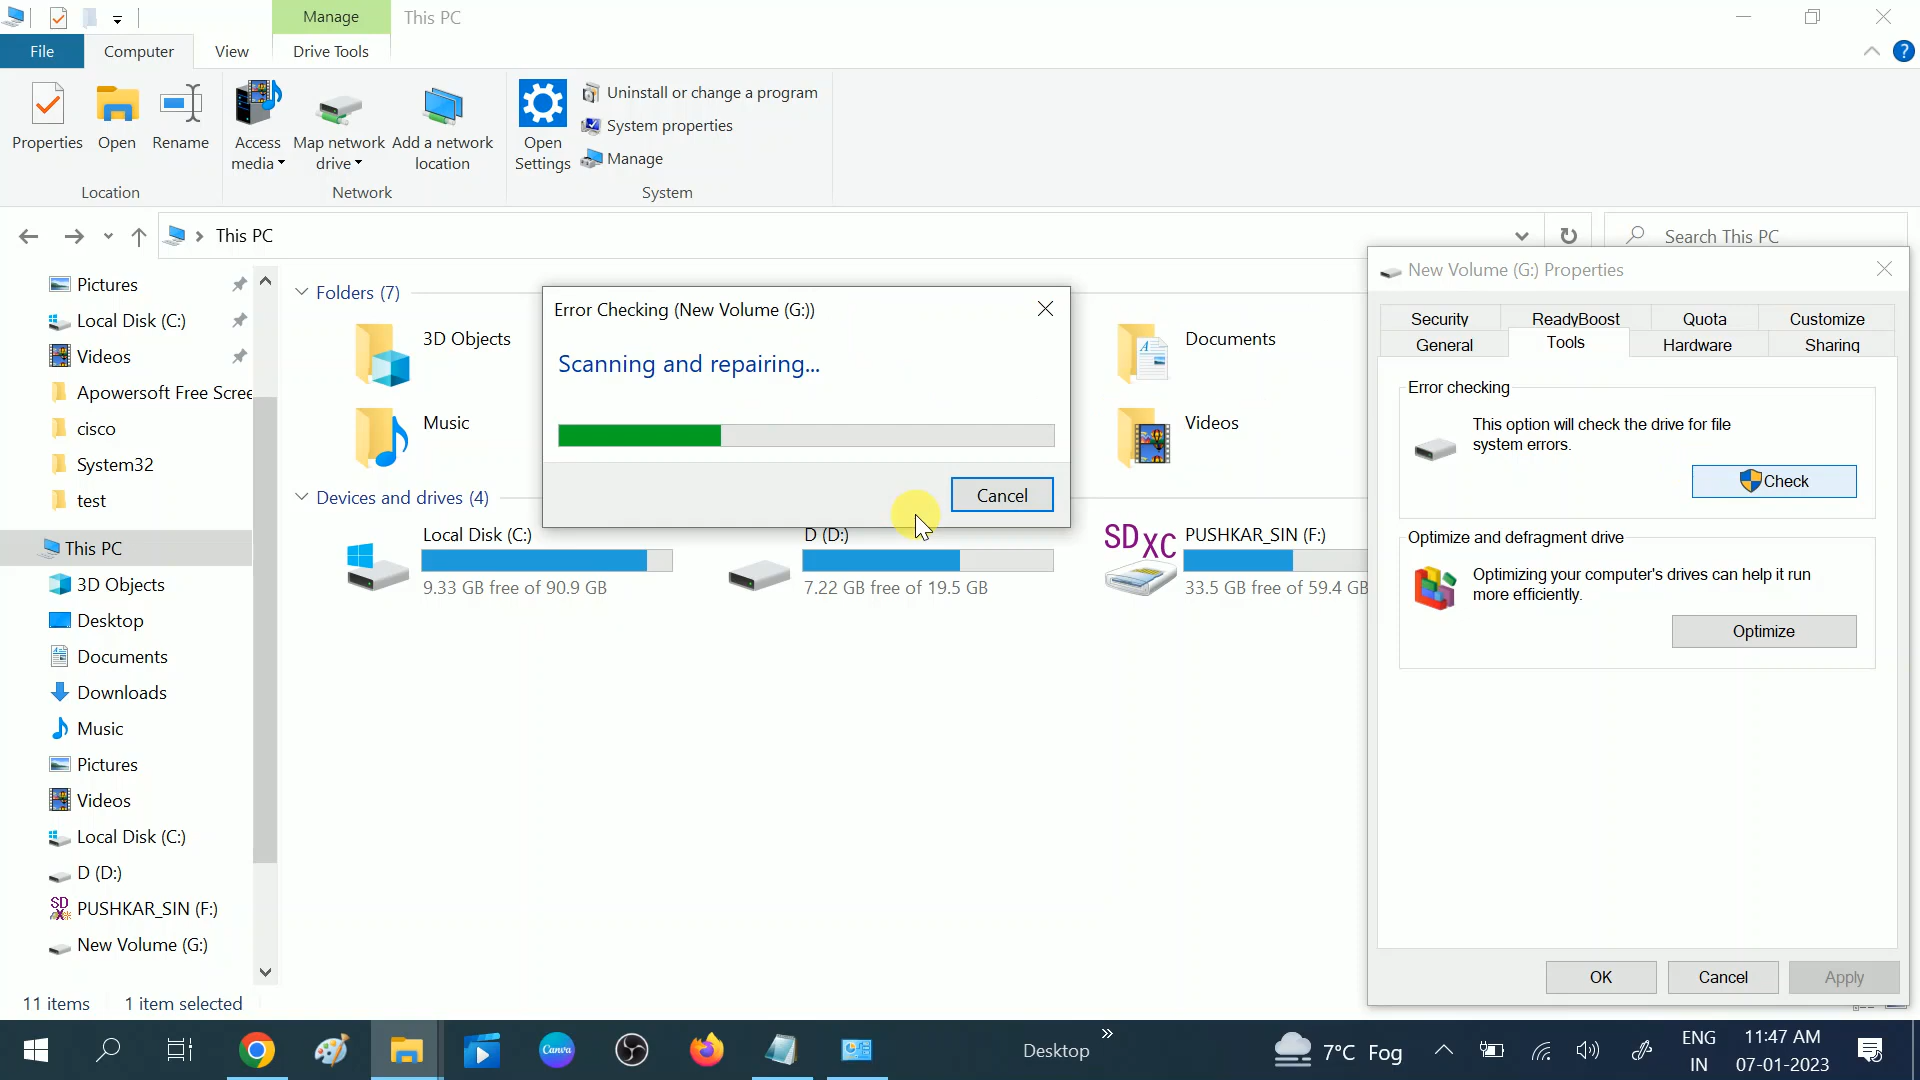 Manage
This PC
File
Computer
View
Drive Tools
Properties
Open
Rename
Access media
Map network drive
Add a network location
Open Settings
Uninstall or change a program
System properties
Manage
Location
Network
System
This PC
Search This PC
Pictures
Local Disk (C:)
Videos
Apowersoft Free Scree
cisco
System32
test
This PC
3D Objects
Desktop
Documents
Downloads
Music
Pictures
Videos
Local Disk (C:)
D (D:)
PUSHKAR_SIN (F:)
New Volume (G:)
Folders (7)
3D Objects
Documents
Music
Videos
Devices and drives (4)
Local Disk (C:)
9.33 GB free of 90.9 GB
D (D:)
7.22 GB free of 19.5 GB
SD XC
PUSHKAR_SIN (F:)
33.5 GB free of 59.4 GB
Error Checking (New Volume (G:))
Scanning and repairing...
Cancel
New Volume (G:) Properties
Security
ReadyBoost
Quota
Customize
General
Tools
Hardware
Sharing
Error checking
This option will check the drive for file
system errors.
Check
Optimize and defragment drive
Optimizing your computer's drives can help it run
more efficiently.
Optimize
OK
Cancel
Apply
11 items
1 item selected
Canva
Desktop
7°C Fog
ENG
IN
11:47 AM
07-01-2023